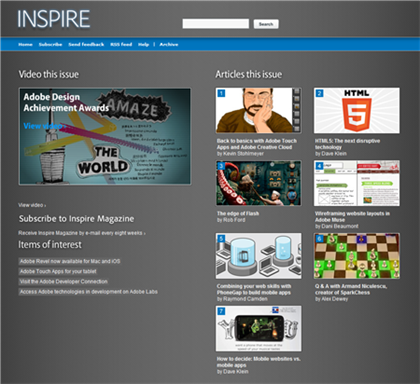 INSPIRE
Search
Home Subscribe Send feedback RSS Feed Help | Archive
Video this issue
Adobe Design
Achievement Awards
View video ›
AMAZE
THE
WORLD
View video ›
Subscribe to Inspire Magazine
Receive Inspire Magazine by e-mail every eight weeks ›
Items of interest
Adobe Revel now available for Mac and iOS
Adobe Touch Apps for your tablet
Visit the Adobe Developer Connection
Access Adobe technologies in development on Adobe Labs
Articles this issue
1
Back to basics with Adobe Touch
Apps and Adobe Creative Cloud
by Kevin Stohlmeyer
2
HTML
5
HTML5: The next disruptive
technology
by Dave Klein
3
The edge of Flash
by Rob Ford
4
Wireframing website layouts in
Adobe Muse
by Dani Beaumont
5
Combining your web skills with
PhoneGap to build mobile apps
by Raymond Camden
6
Q & A with Armand Niculescu,
creator of SparkChess
by Alex Dewey
7
How to decide: Mobile websites vs.
mobile apps
by Dave Klein